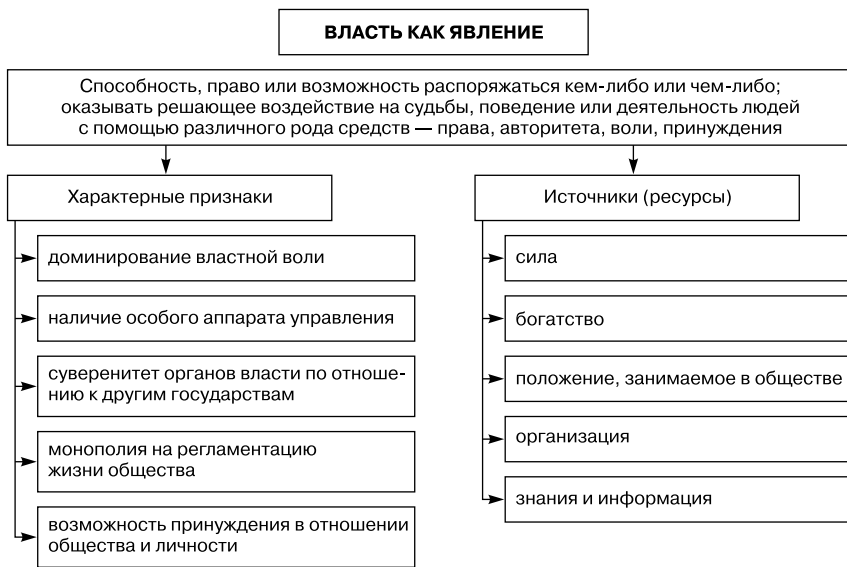 ВЛАСТЬ КАК ЯВЛЕНИЕ
Способность, право или возможность распоряжаться кем-либо или чем-либо;
оказывать решающее воздействие на судьбы, поведение или деятельность людей
с помощью различного рода средств — права, авторитета, воли, принуждения
Характерные признаки
доминирование властной воли
наличие особого аппарата управления
суверенитет органов власти по отноше-
нию к другим государствам
монополия на регламентацию
жизни общества
возможность принуждения в отношении
общества и личности
Источники (ресурсы)
сила
богатство
положение, занимаемое в обществе
организация
знания и информация